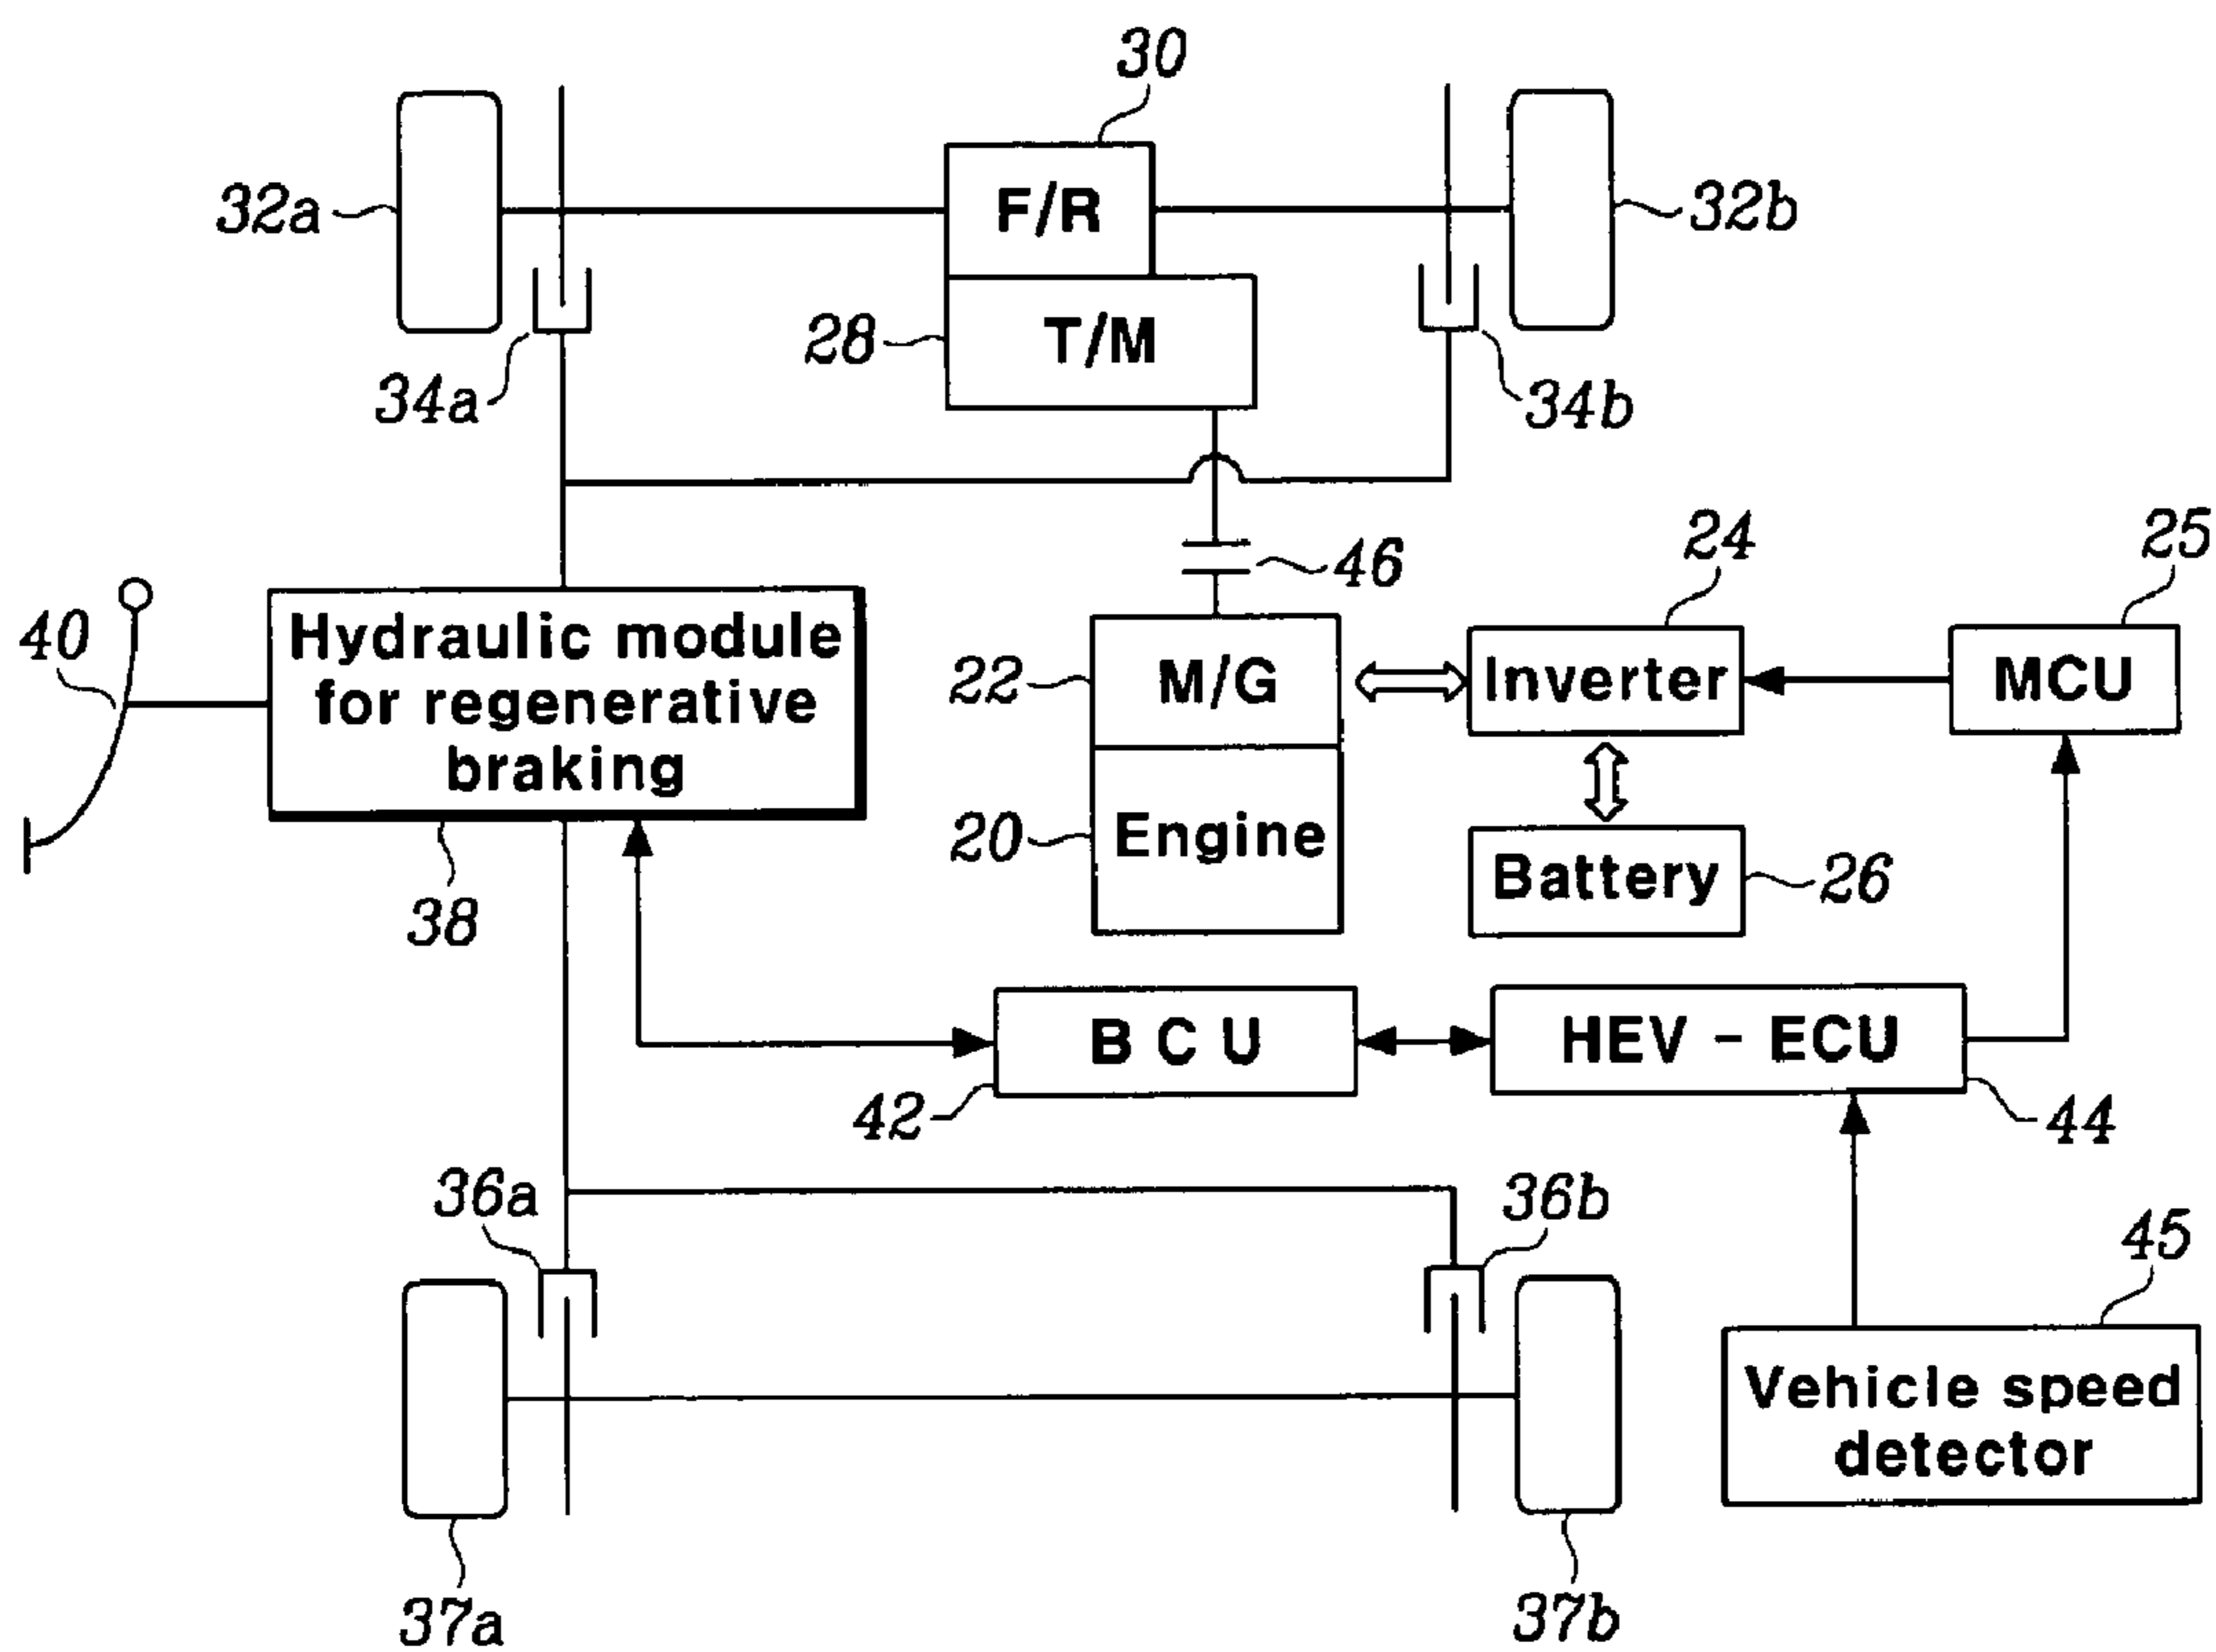 30
F/R
32a
32b
28
T/M
34a
34b
46
24
25
40
Hydraulic module
for regenerative
braking
22
M/G
Inverter
MCU
20
Engine
Battery
26
38
B C U
HEV - ECU
42
44
36a
36b
45
Vehicle speed
detector
37a
37b